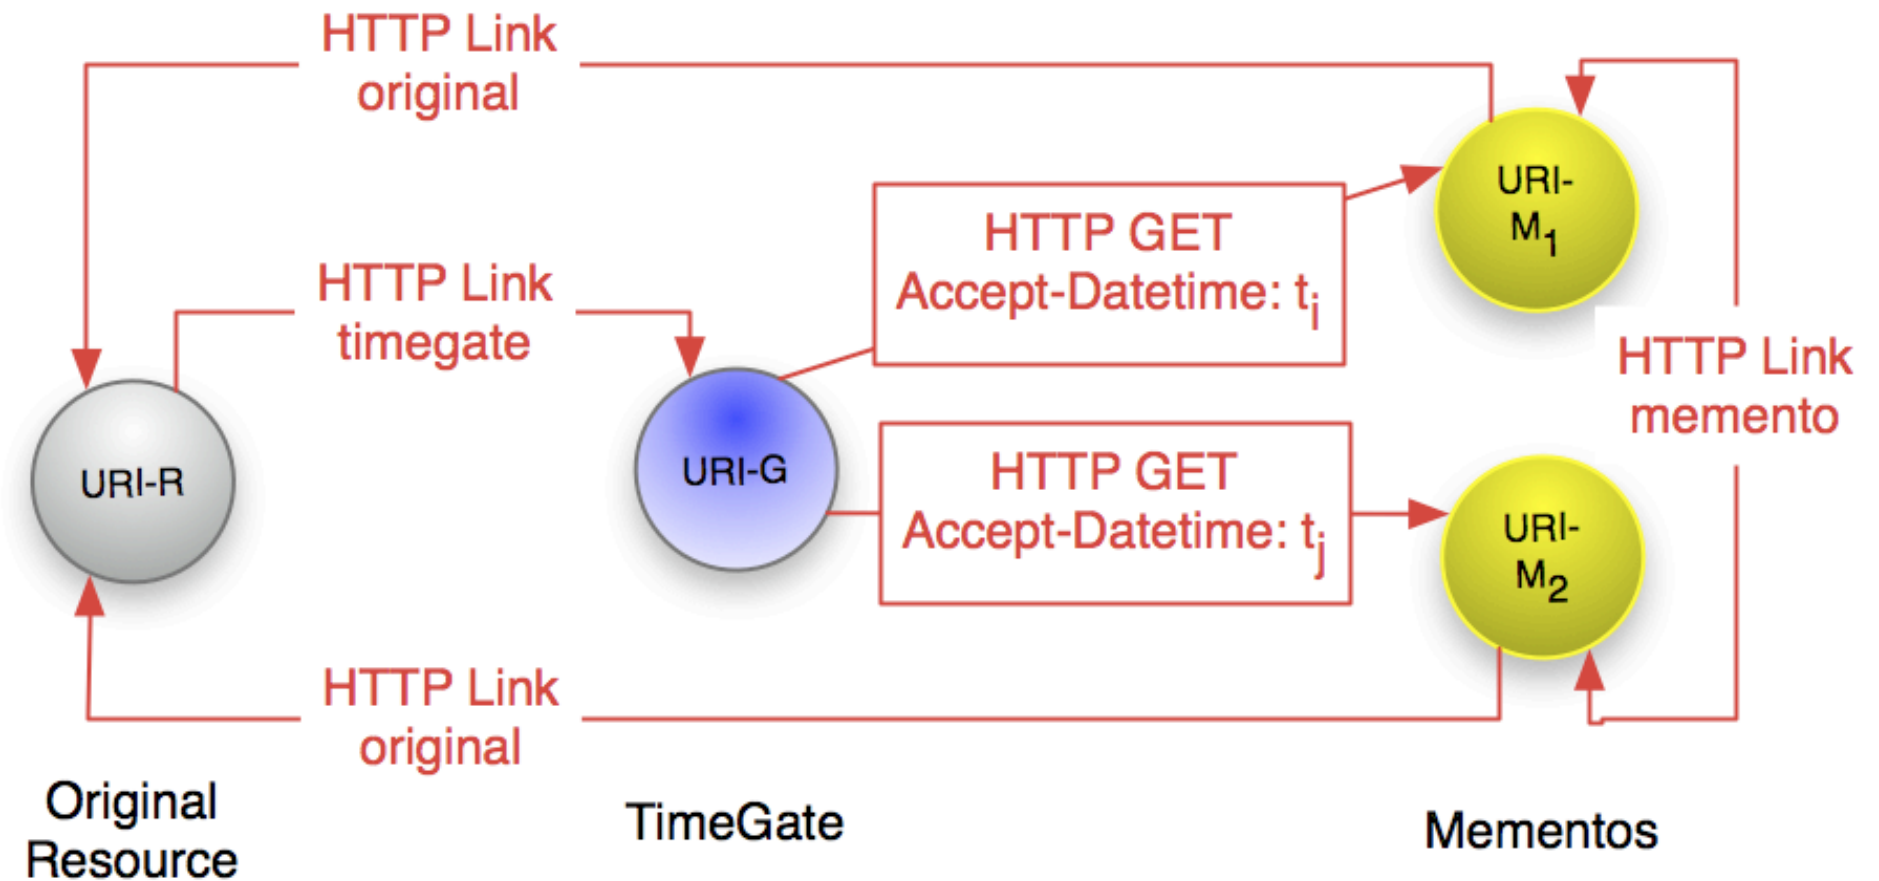 HTTP Link
original
HTTP Link
timegate
HTTP GET
Accept-Datetime: ti
URI-
M1
HTTP Link
memento
URI-R
URI-G
HTTP GET
Accept-Datetime: tj
URI-
M2
HTTP Link
original
Original
Resource
TimeGate
Mementos